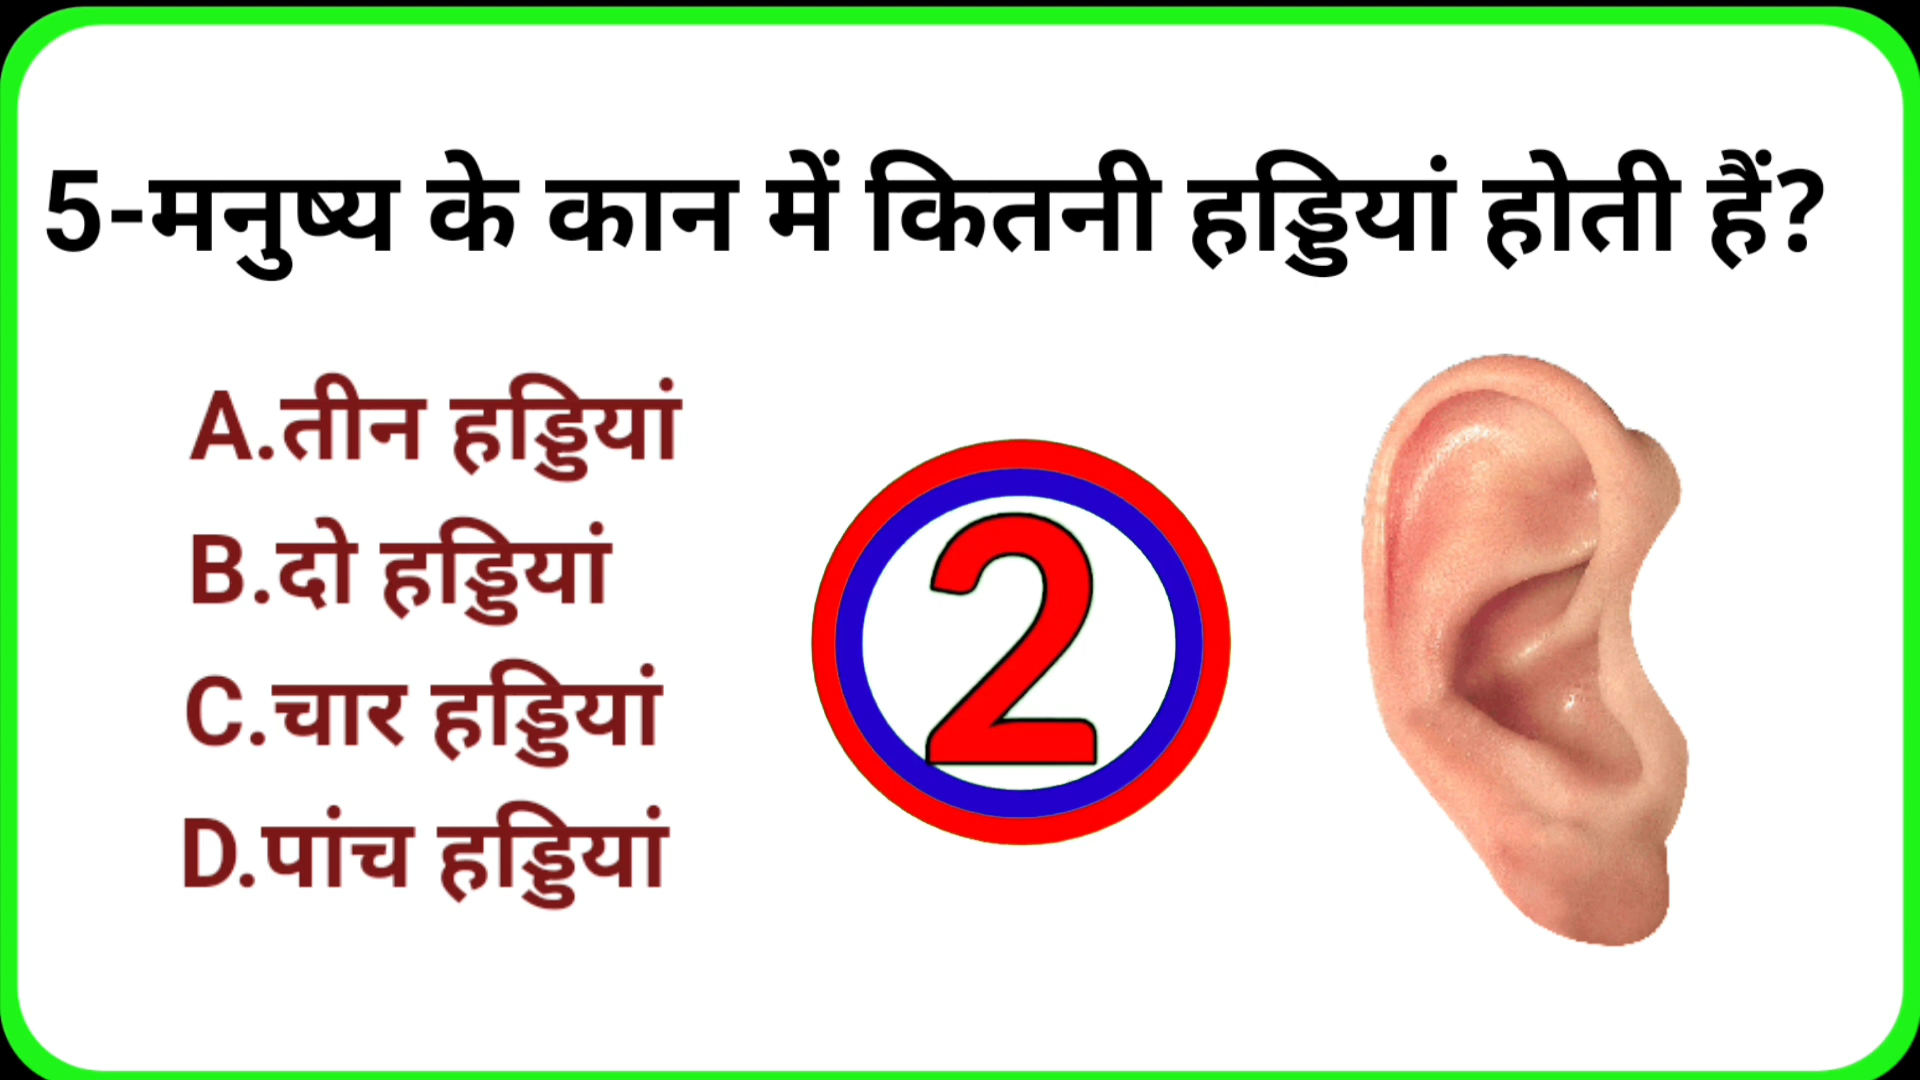 5-मनुष्य के कान में कितनी हड्डियां होती हैं?
A.तीन हड्डियां
B.दो हड्डियां
C.चार हड्डियां
D.पांच हड्डियां
2